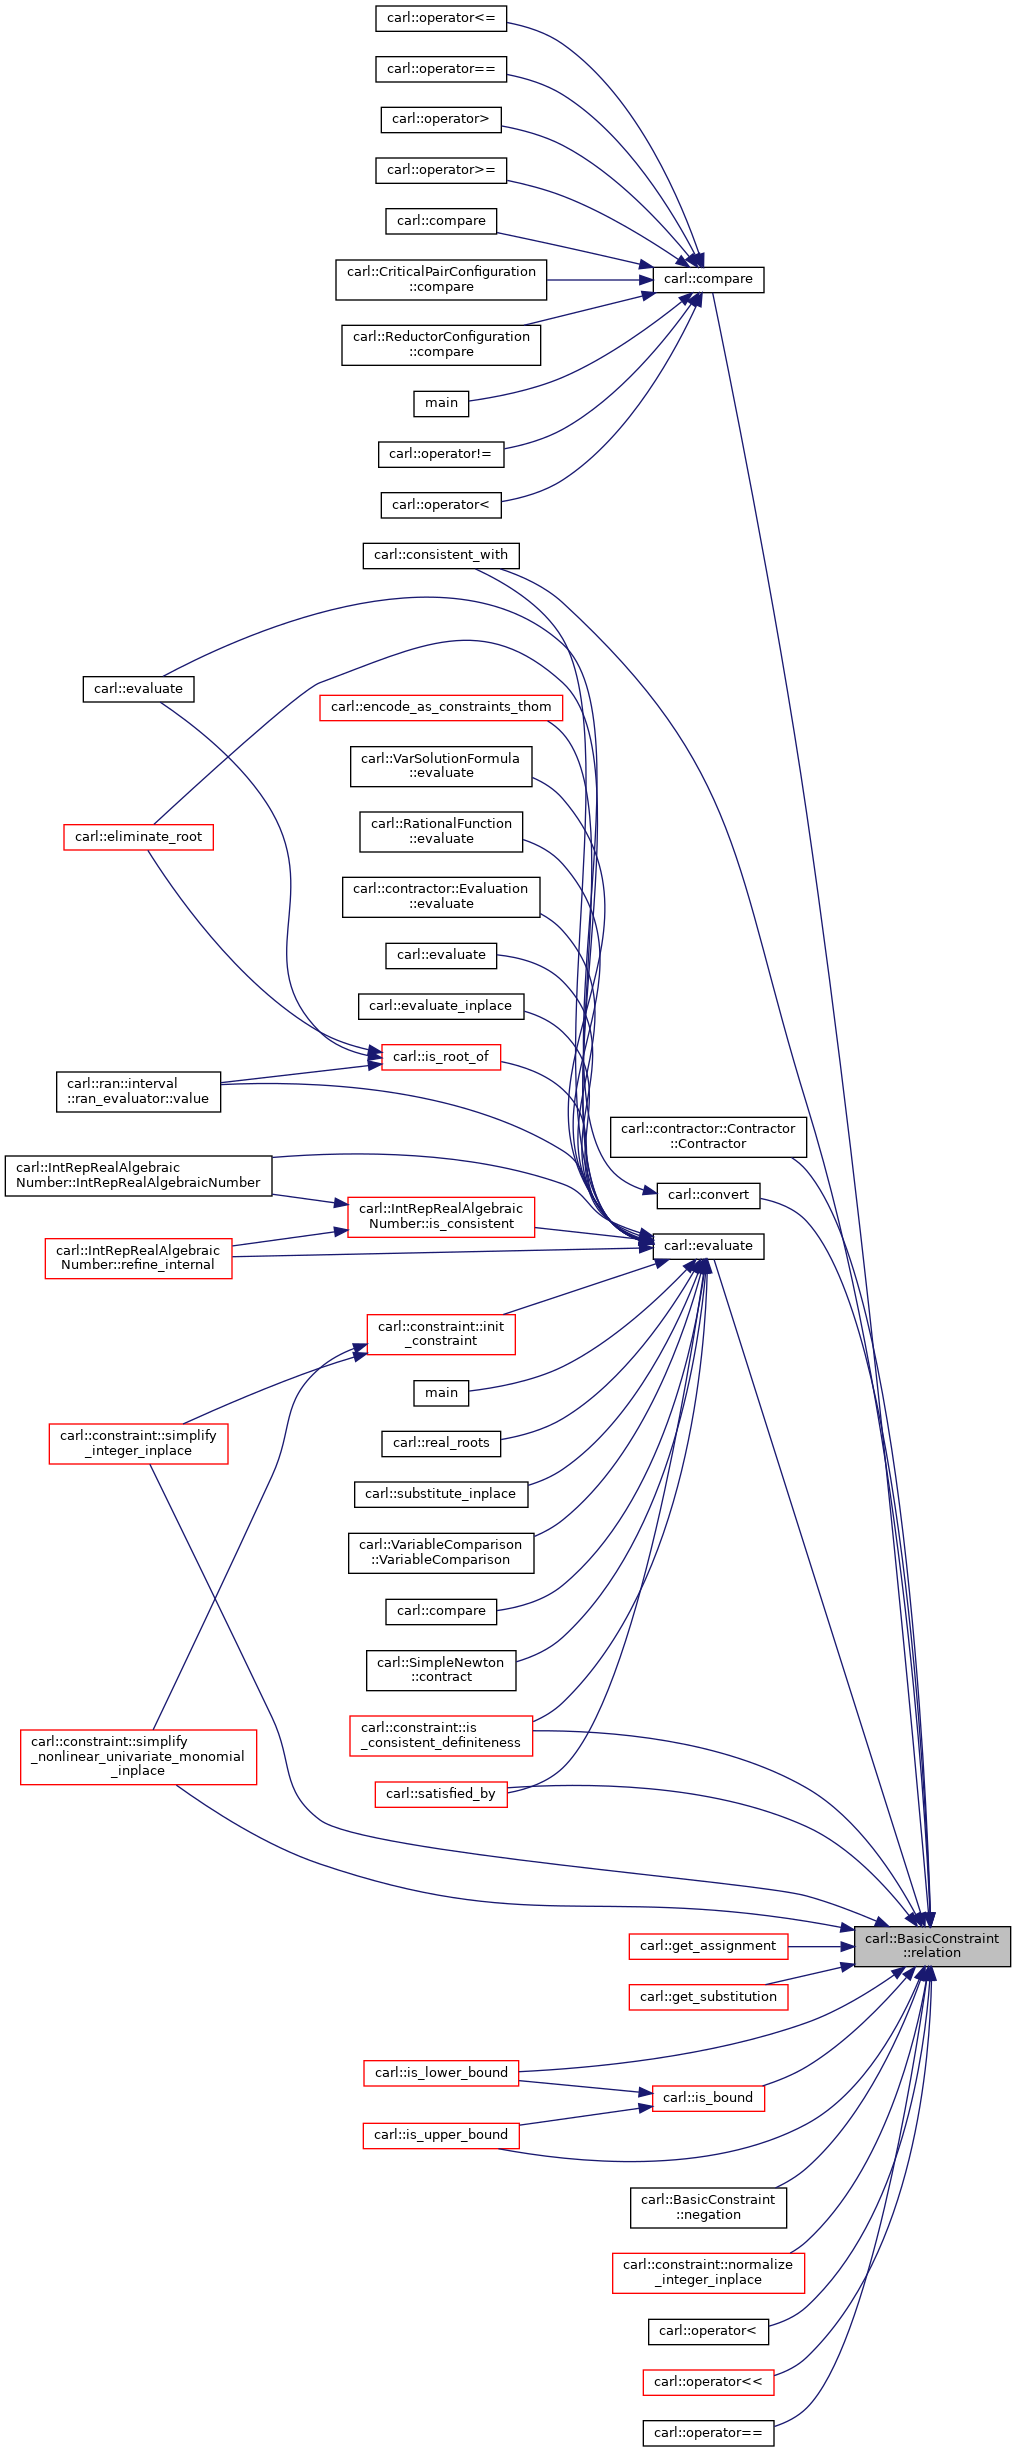 carl::operator<=
carl::operator==
carl::operator>
carl::operator>=
carl::compare
carl::CriticalPairConfiguration
::compare
carl::compare
carl::ReductorConfiguration
::compare
main
carl::operator!=
carl::operator<
carl::consistent_with
carl::evaluate
carl::encode_as_constraints_thom
carl::VarSolutionFormula
::evaluate
carl::eliminate_root
carl::RationalFunction
::evaluate
carl::contractor::Evaluation
::evaluate
carl::evaluate
carl::evaluate_inplace
carl::is_root_of
carl::ran::interval
::ran_evaluator::value
carl::contractor::Contractor
::Contractor
carl::IntRepRealAlgebraic
Number::IntRepRealAlgebraicNumber
carl::convert
carl::IntRepRealAlgebraic
Number::is_consistent
carl::evaluate
carl::IntRepRealAlgebraic
Number::refine_internal
carl::constraint::init
_constraint
main
carl::real_roots
carl::constraint::simplify
_integer_inplace
carl::substitute_inplace
carl::VariableComparison
::VariableComparison
carl::compare
carl::SimpleNewton
::contract
carl::constraint::is
_consistent_definiteness
carl::constraint::simplify
_nonlinear_univariate_monomial
_inplace
carl::satisfied_by
carl::BasicConstraint
::relation
carl::get_assignment
carl::get_substitution
carl::is_lower_bound
carl::is_bound
carl::is_upper_bound
carl::BasicConstraint
::negation
carl::constraint::normalize
_integer_inplace
carl::operator<
carl::operator<<
carl::operator==